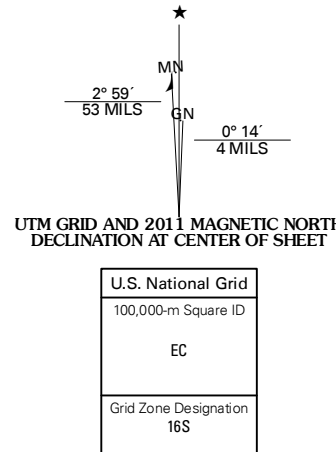 ★
MN
2° 59´
53 MILS
GN
0° 14´
4 MILS
UTM GRID AND 2011 MAGNETIC NORTH
DECLINATION AT CENTER OF SHEET
U.S. National Grid
100,000-m Square ID
EC
Grid Zone Designation
16S